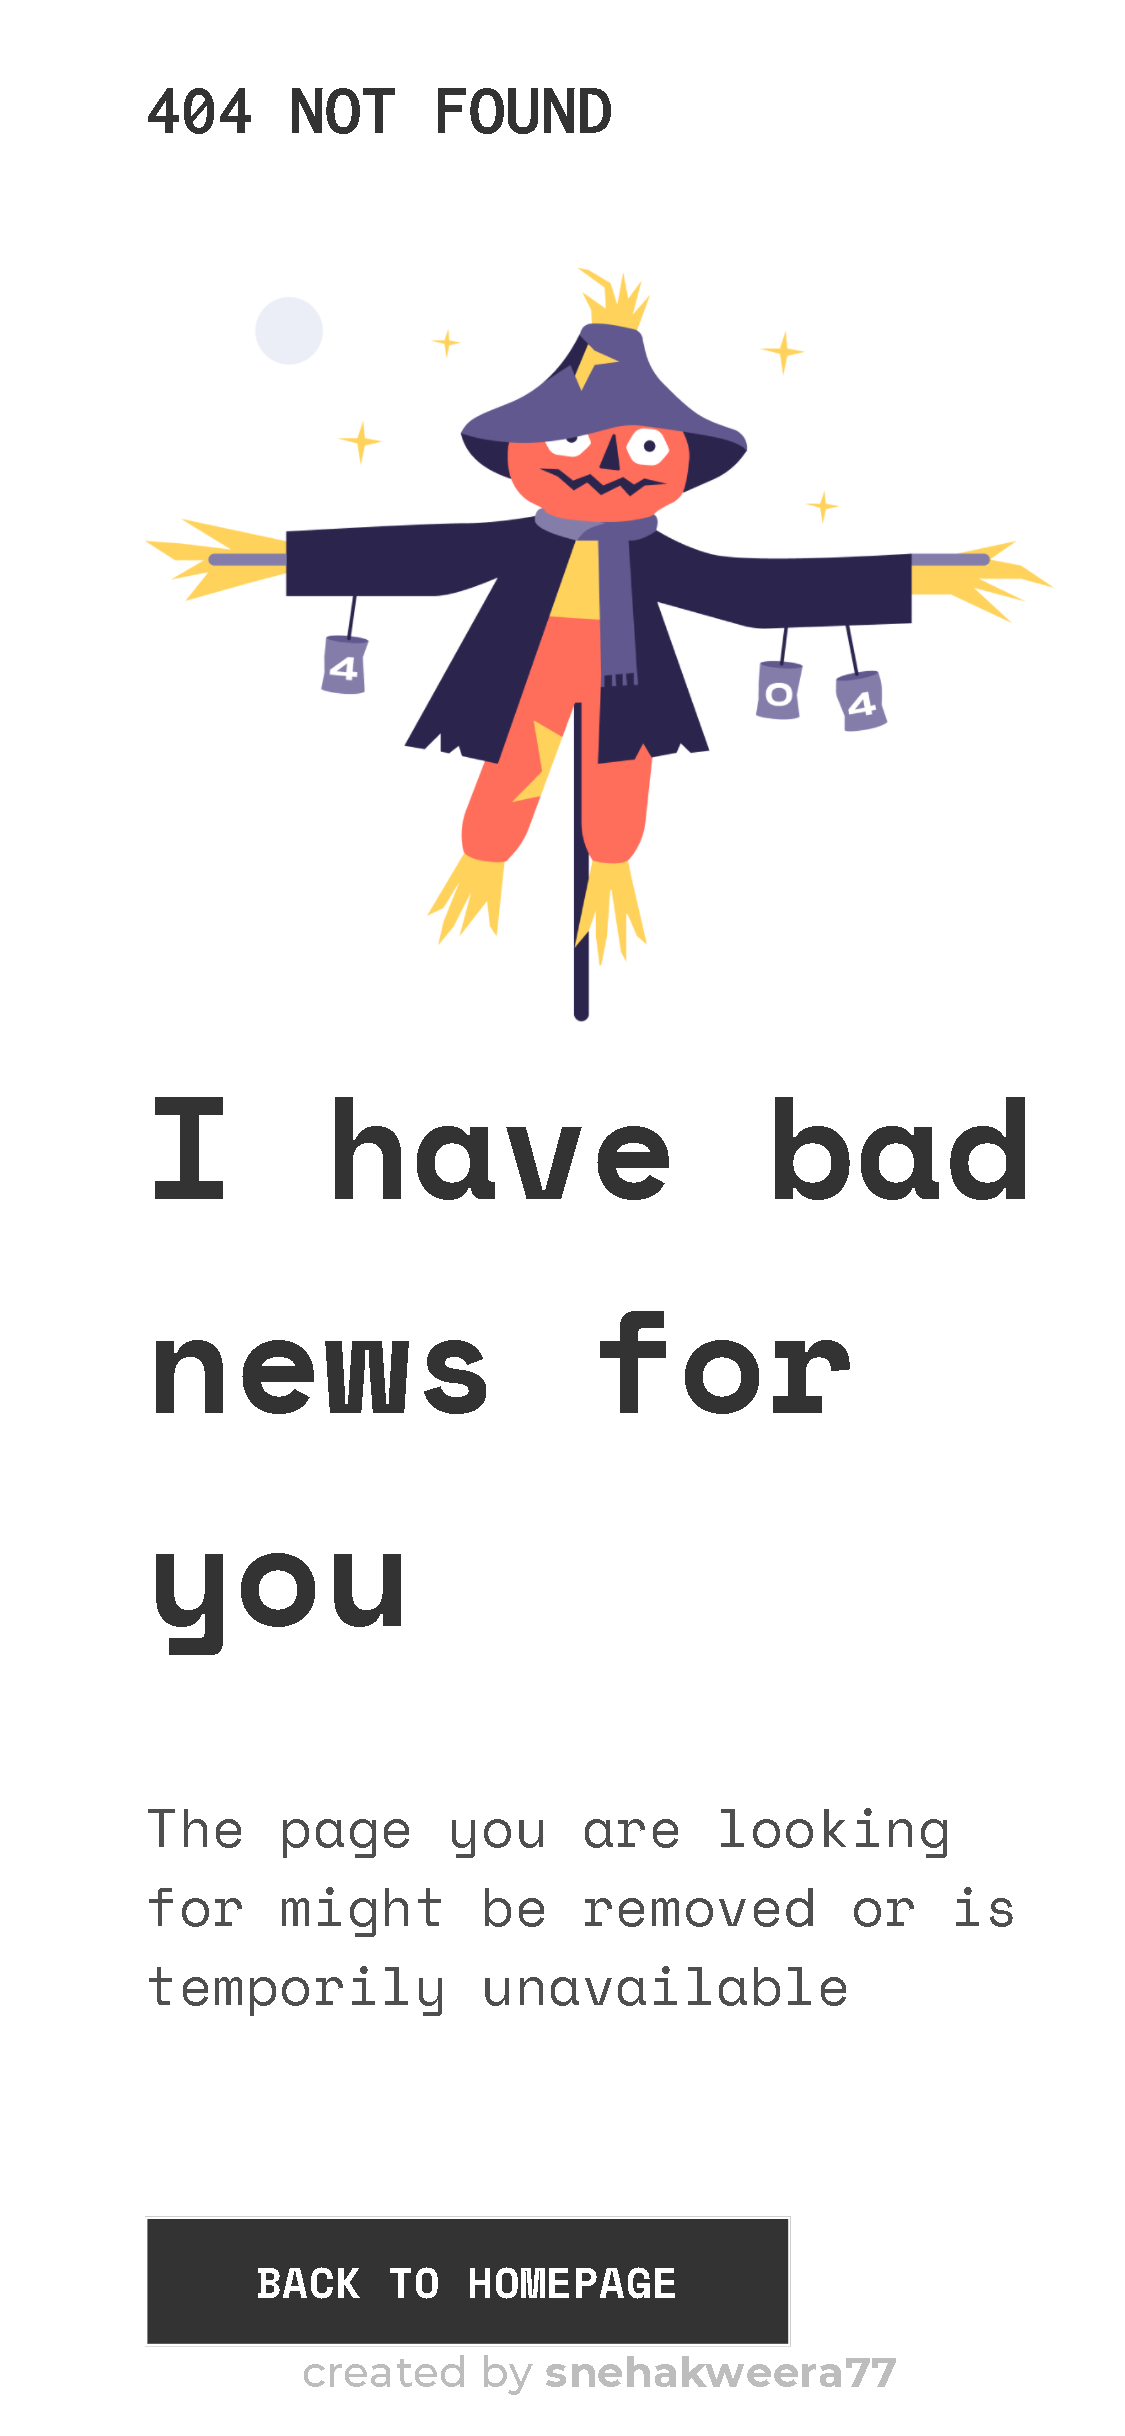 404 NOT FOUND
4
0
4
I have bad
news for
you
The page you are looking
for might be removed or is
temporily unavailable
BACK TO HOMEPAGE
created by snehakweera77